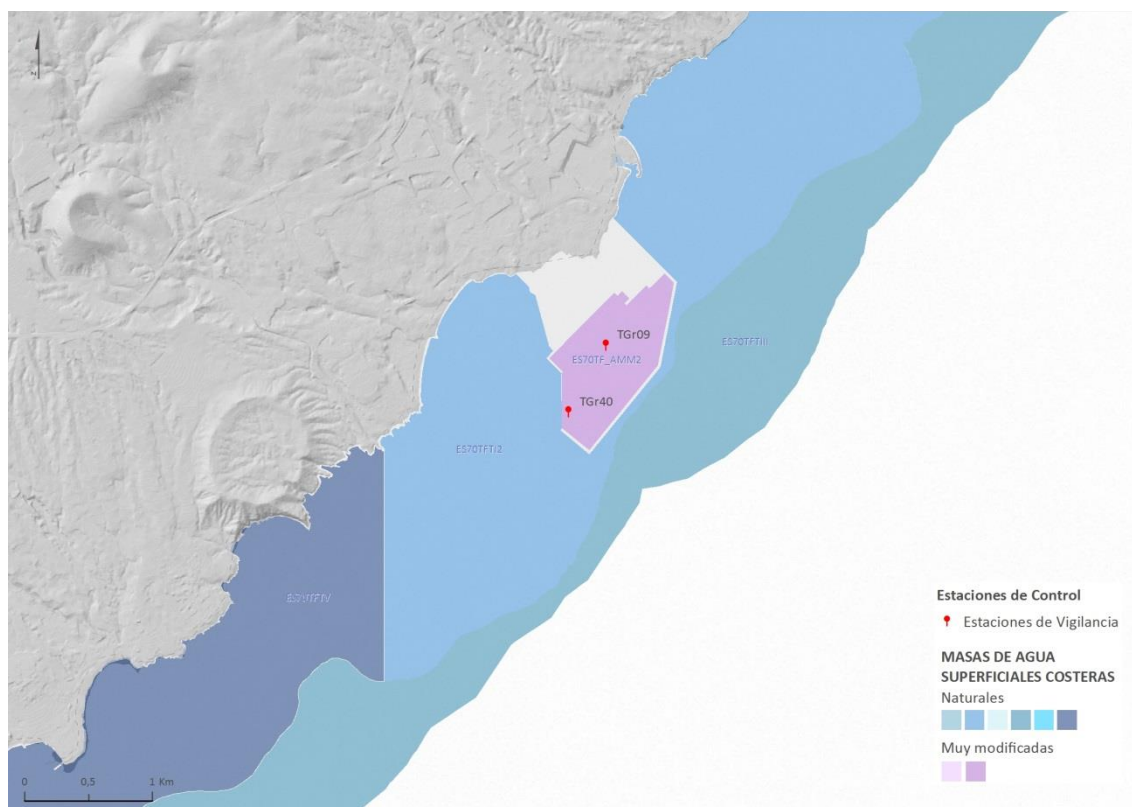 N
TGr09
ES70TF_AMM2
ES70TFTIII
TGr40
ES70TFTI2
ES70TFTV
Estaciones de Control
Estaciones de Vigilancia
MASAS DE AGUA
SUPERFICIALES COSTERAS
Naturales
Muy modificadas
0 0,5 1 Km